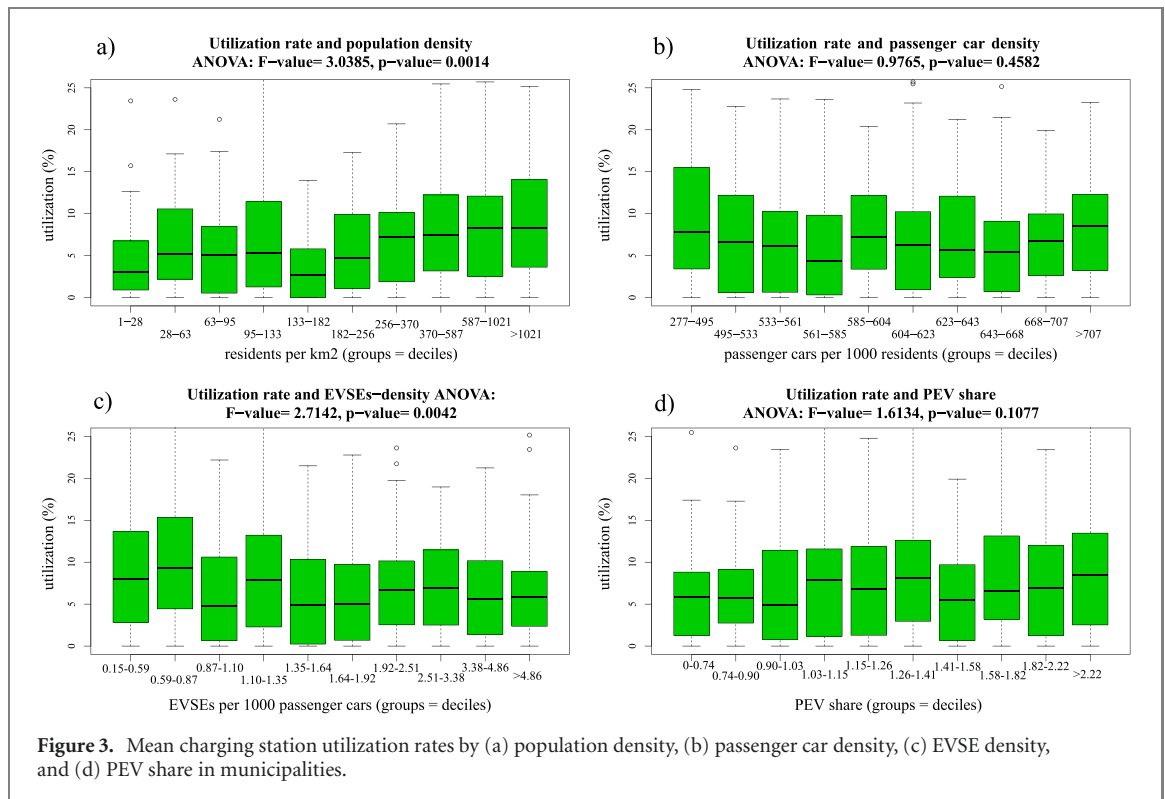 a)
Utilization rate and population density
ANOVA: F−value= 3.0385, p−value= 0.0014
utilization (%)
25
20
15
10
5
0
1−28
28−63
63−95
95−133
133−182
182−256
256−370
370−587
587−1021
>1021
residents per km2 (groups = deciles)
b)
Utilization rate and passenger car density
ANOVA: F−value= 0.9765, p−value= 0.4582
utilization (%)
25
20
15
10
5
0
277−495
495−533
533−561
561−585
585−604
604−623
623−643
643−668
668−707
>707
passenger cars per 1000 residents (groups = deciles)
c)
Utilization rate and EVSEs−density ANOVA:
F−value= 2.7142, p−value= 0.0042
utilization (%)
25
20
15
10
5
0
0.15-0.59
0.59-0.87
0.87-1.10
1.10-1.35
1.35-1.64
1.64-1.92
1.92-2.51
2.51-3.38
3.38-4.86
>4.86
EVSEs per 1000 passenger cars (groups = deciles)
d)
Utilization rate and PEV share
ANOVA: F−value= 1.6134, p−value= 0.1077
utilization (%)
25
20
15
10
5
0
0-0.74
0.74-0.90
0.90-1.03
1.03-1.15
1.15-1.26
1.26-1.41
1.41-1.58
1.58-1.82
1.82-2.22
>2.22
PEV share (groups = deciles)
Figure 3. Mean charging station utilization rates by (a) population density, (b) passenger car density, (c) EVSE density,
and (d) PEV share in municipalities.